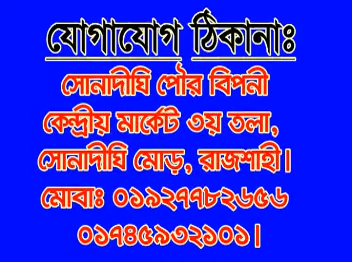 যোগাযোগ ঠিকানাঃ
সোনাদীঘি পৌর বিপনী
কেন্দ্রীয় মার্কেট ৩য় তলা,
সোনাদীঘি মোড়, রাজশাহী।
মোবাঃ ০১৯২৭৭৮২৬৫৬
০১৭৪৫৯৩২১০১।